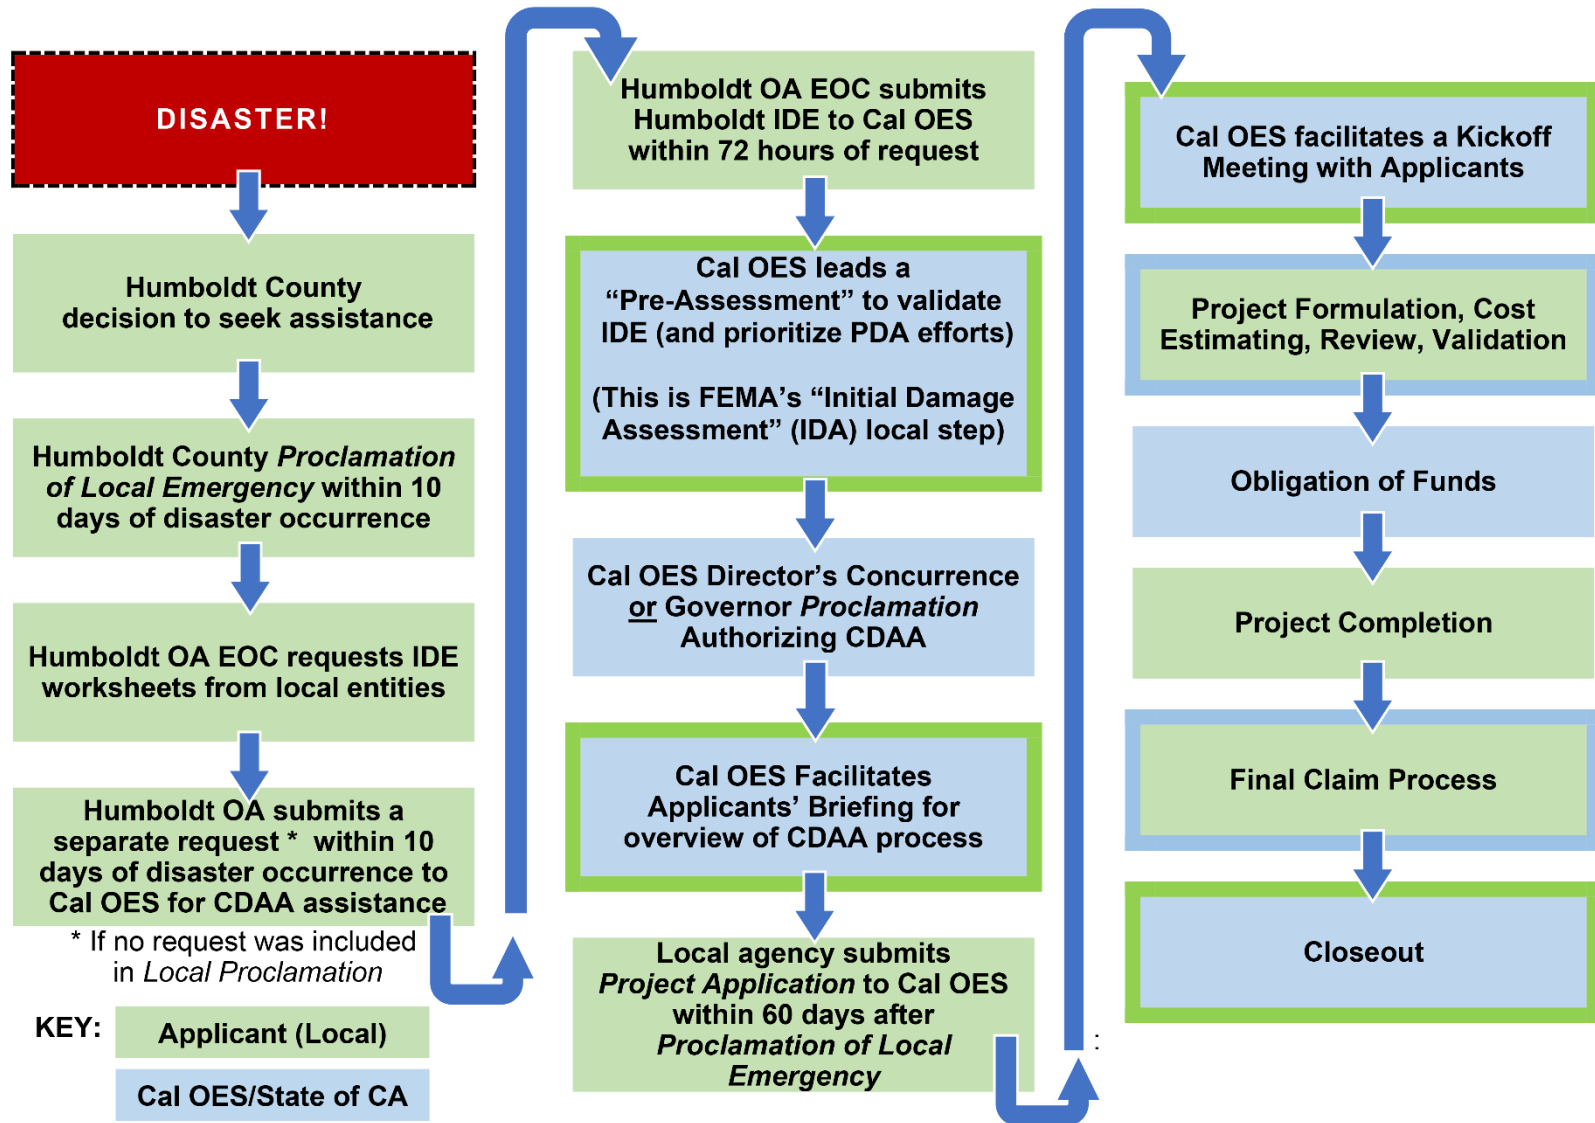 DISASTER!
Humboldt County
decision to seek assistance
Humboldt County Proclamation
of Local Emergency within 10
days of disaster occurrence
Humboldt OA EOC requests IDE
worksheets from local entities
Humboldt OA submits a
separate request * within 10
days of disaster occurrence to
Cal OES for CDAA assistance
* If no request was included
in Local Proclamation
KEY:
Applicant (Local)
Cal OES/State of CA
Humboldt OA EOC submits
Humboldt IDE to Cal OES
within 72 hours of request
Cal OES leads a
“Pre-Assessment” to validate
IDE (and prioritize PDA efforts)
(This is FEMA’s “Initial Damage
Assessment” (IDA) local step)
Cal OES Director’s Concurrence
or Governor Proclamation
Authorizing CDAA
Cal OES Facilitates
Applicants’ Briefing for
overview of CDAA process
Local agency submits
Project Application to Cal OES
within 60 days after
Proclamation of Local
Emergency
:
Cal OES facilitates a Kickoff
Meeting with Applicants
Project Formulation, Cost
Estimating, Review, Validation
Obligation of Funds
Project Completion
Final Claim Process
Closeout